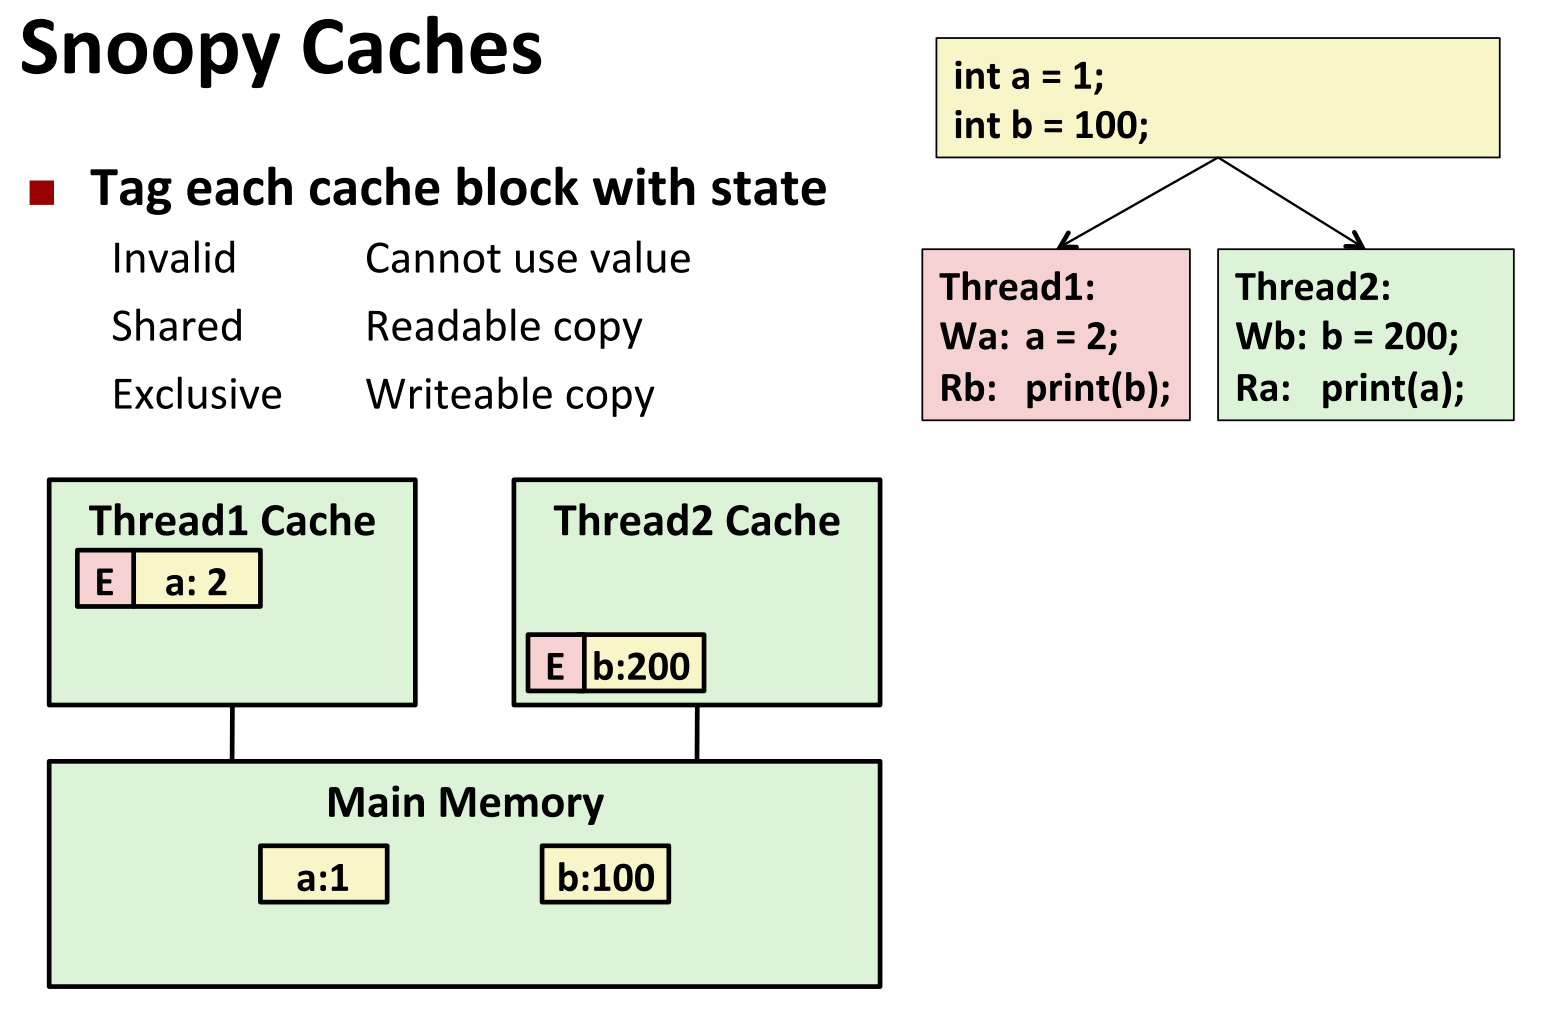 Snoopy Caches
Tag each cache block with state
Invalid Cannot use value
Shared Readable copy
Exclusive Writeable copy
int a = 1;
int b = 100;
Thread1:
Wa: a = 2;
Rb: print(b);
Thread2:
Wb: b = 200;
Ra: print(a);
Thread1 Cache
E a: 2
Thread2 Cache
E b:200
Main Memory
a:1
b:100